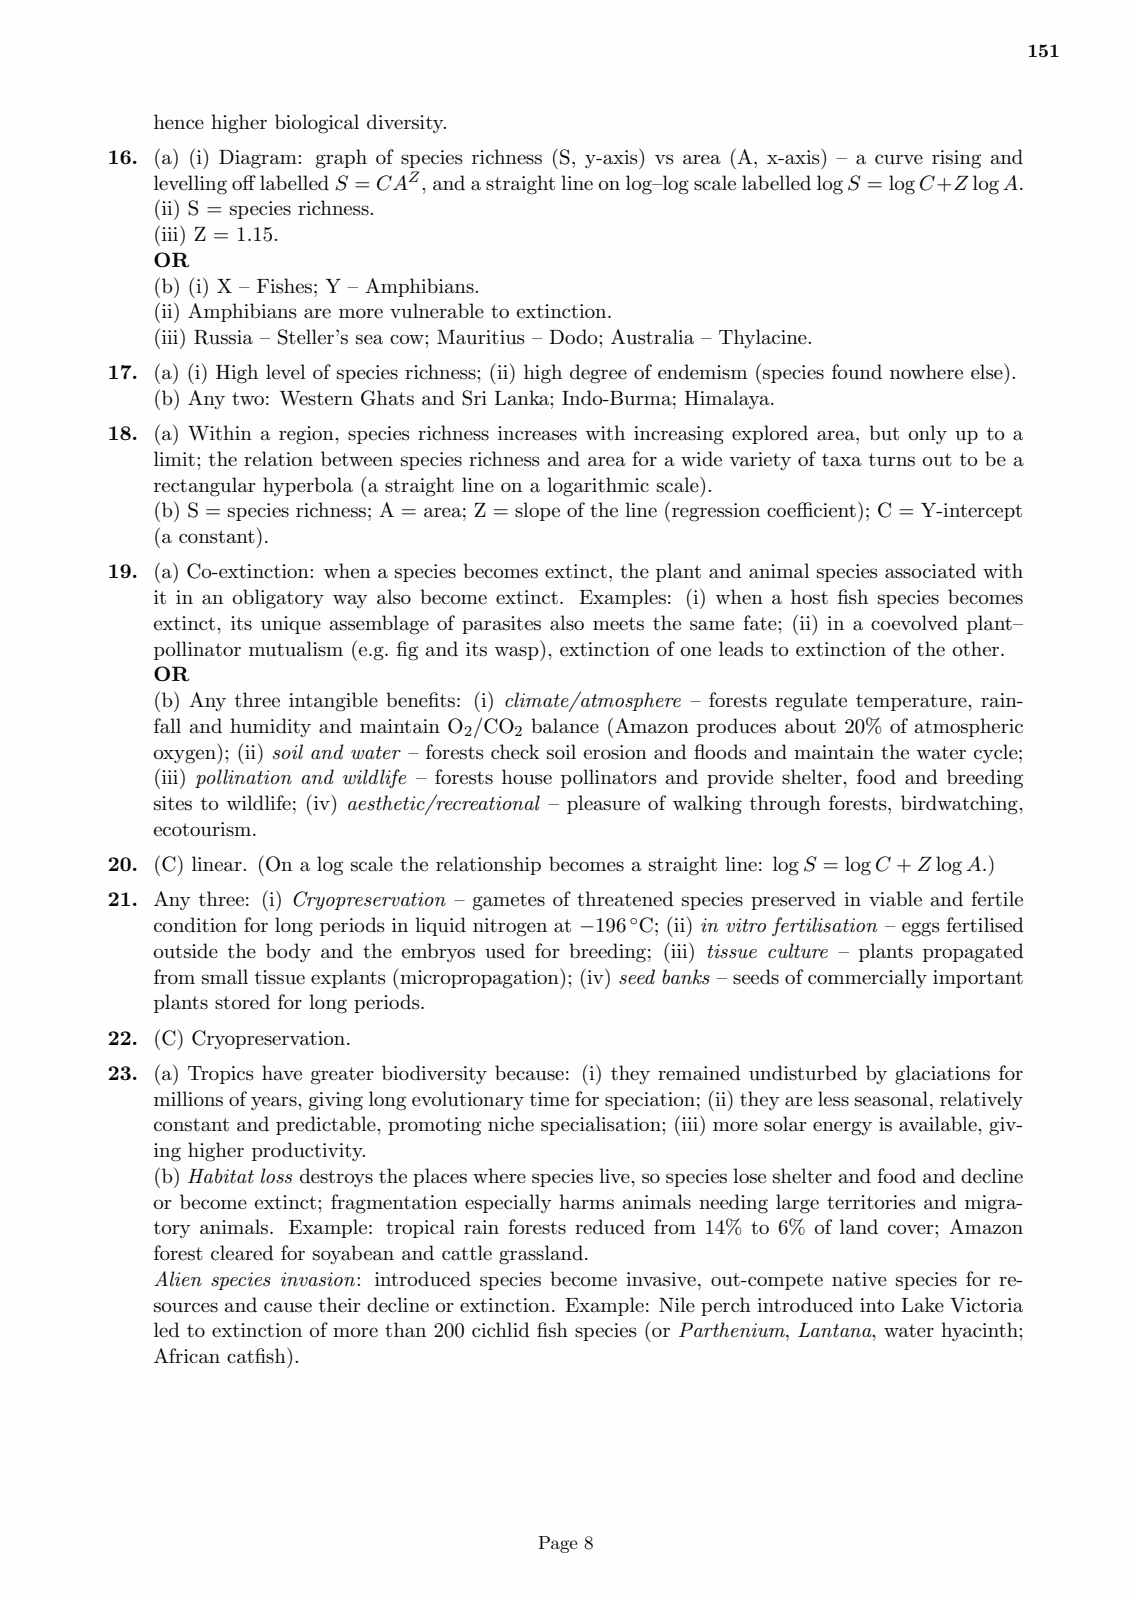 151
hence higher biological diversity.
16. (a) (i) Diagram: graph of species richness (S, y-axis) vs area (A, x-axis) – a curve rising and
levelling off labelled S = CA^Z, and a straight line on log–log scale labelled log S = log C+Z log A.
(ii) S = species richness.
(iii) Z = 1.15.
OR
(b) (i) X – Fishes; Y – Amphibians.
(ii) Amphibians are more vulnerable to extinction.
(iii) Russia – Steller's sea cow; Mauritius – Dodo; Australia – Thylacine.
17. (a) (i) High level of species richness; (ii) high degree of endemism (species found nowhere else).
(b) Any two: Western Ghats and Sri Lanka; Indo-Burma; Himalaya.
18. (a) Within a region, species richness increases with increasing explored area, but only up to a
limit; the relation between species richness and area for a wide variety of taxa turns out to be a
rectangular hyperbola (a straight line on a logarithmic scale).
(b) S = species richness; A = area; Z = slope of the line (regression coefficient); C = Y-intercept
(a constant).
19. (a) Co-extinction: when a species becomes extinct, the plant and animal species associated with
it in an obligatory way also become extinct. Examples: (i) when a host fish species becomes
extinct, its unique assemblage of parasites also meets the same fate; (ii) in a coevolved plant–
pollinator mutualism (e.g. fig and its wasp), extinction of one leads to extinction of the other.
OR
(b) Any three intangible benefits: (i) climate/atmosphere – forests regulate temperature, rain-
fall and humidity and maintain O₂/CO₂ balance (Amazon produces about 20% of atmospheric
oxygen); (ii) soil and water – forests check soil erosion and floods and maintain the water cycle;
(iii) pollination and wildlife – forests house pollinators and provide shelter, food and breeding
sites to wildlife; (iv) aesthetic/recreational – pleasure of walking through forests, birdwatching,
ecotourism.
20. (C) linear. (On a log scale the relationship becomes a straight line: log S = log C + Z log A.)
21. Any three: (i) Cryopreservation – gametes of threatened species preserved in viable and fertile
condition for long periods in liquid nitrogen at −196 °C; (ii) in vitro fertilisation – eggs fertilised
outside the body and the embryos used for breeding; (iii) tissue culture – plants propagated
from small tissue explants (micropropagation); (iv) seed banks – seeds of commercially important
plants stored for long periods.
22. (C) Cryopreservation.
23. (a) Tropics have greater biodiversity because: (i) they remained undisturbed by glaciations for
millions of years, giving long evolutionary time for speciation; (ii) they are less seasonal, relatively
constant and predictable, promoting niche specialisation; (iii) more solar energy is available, giv-
ing higher productivity.
(b) Habitat loss destroys the places where species live, so species lose shelter and food and decline
or become extinct; fragmentation especially harms animals needing large territories and migra-
tory animals. Example: tropical rain forests reduced from 14% to 6% of land cover; Amazon
forest cleared for soyabean and cattle grassland.
Alien species invasion: introduced species become invasive, out-compete native species for re-
sources and cause their decline or extinction. Example: Nile perch introduced into Lake Victoria
led to extinction of more than 200 cichlid fish species (or Parthenium, Lantana, water hyacinth;
African catfish).
Page 8